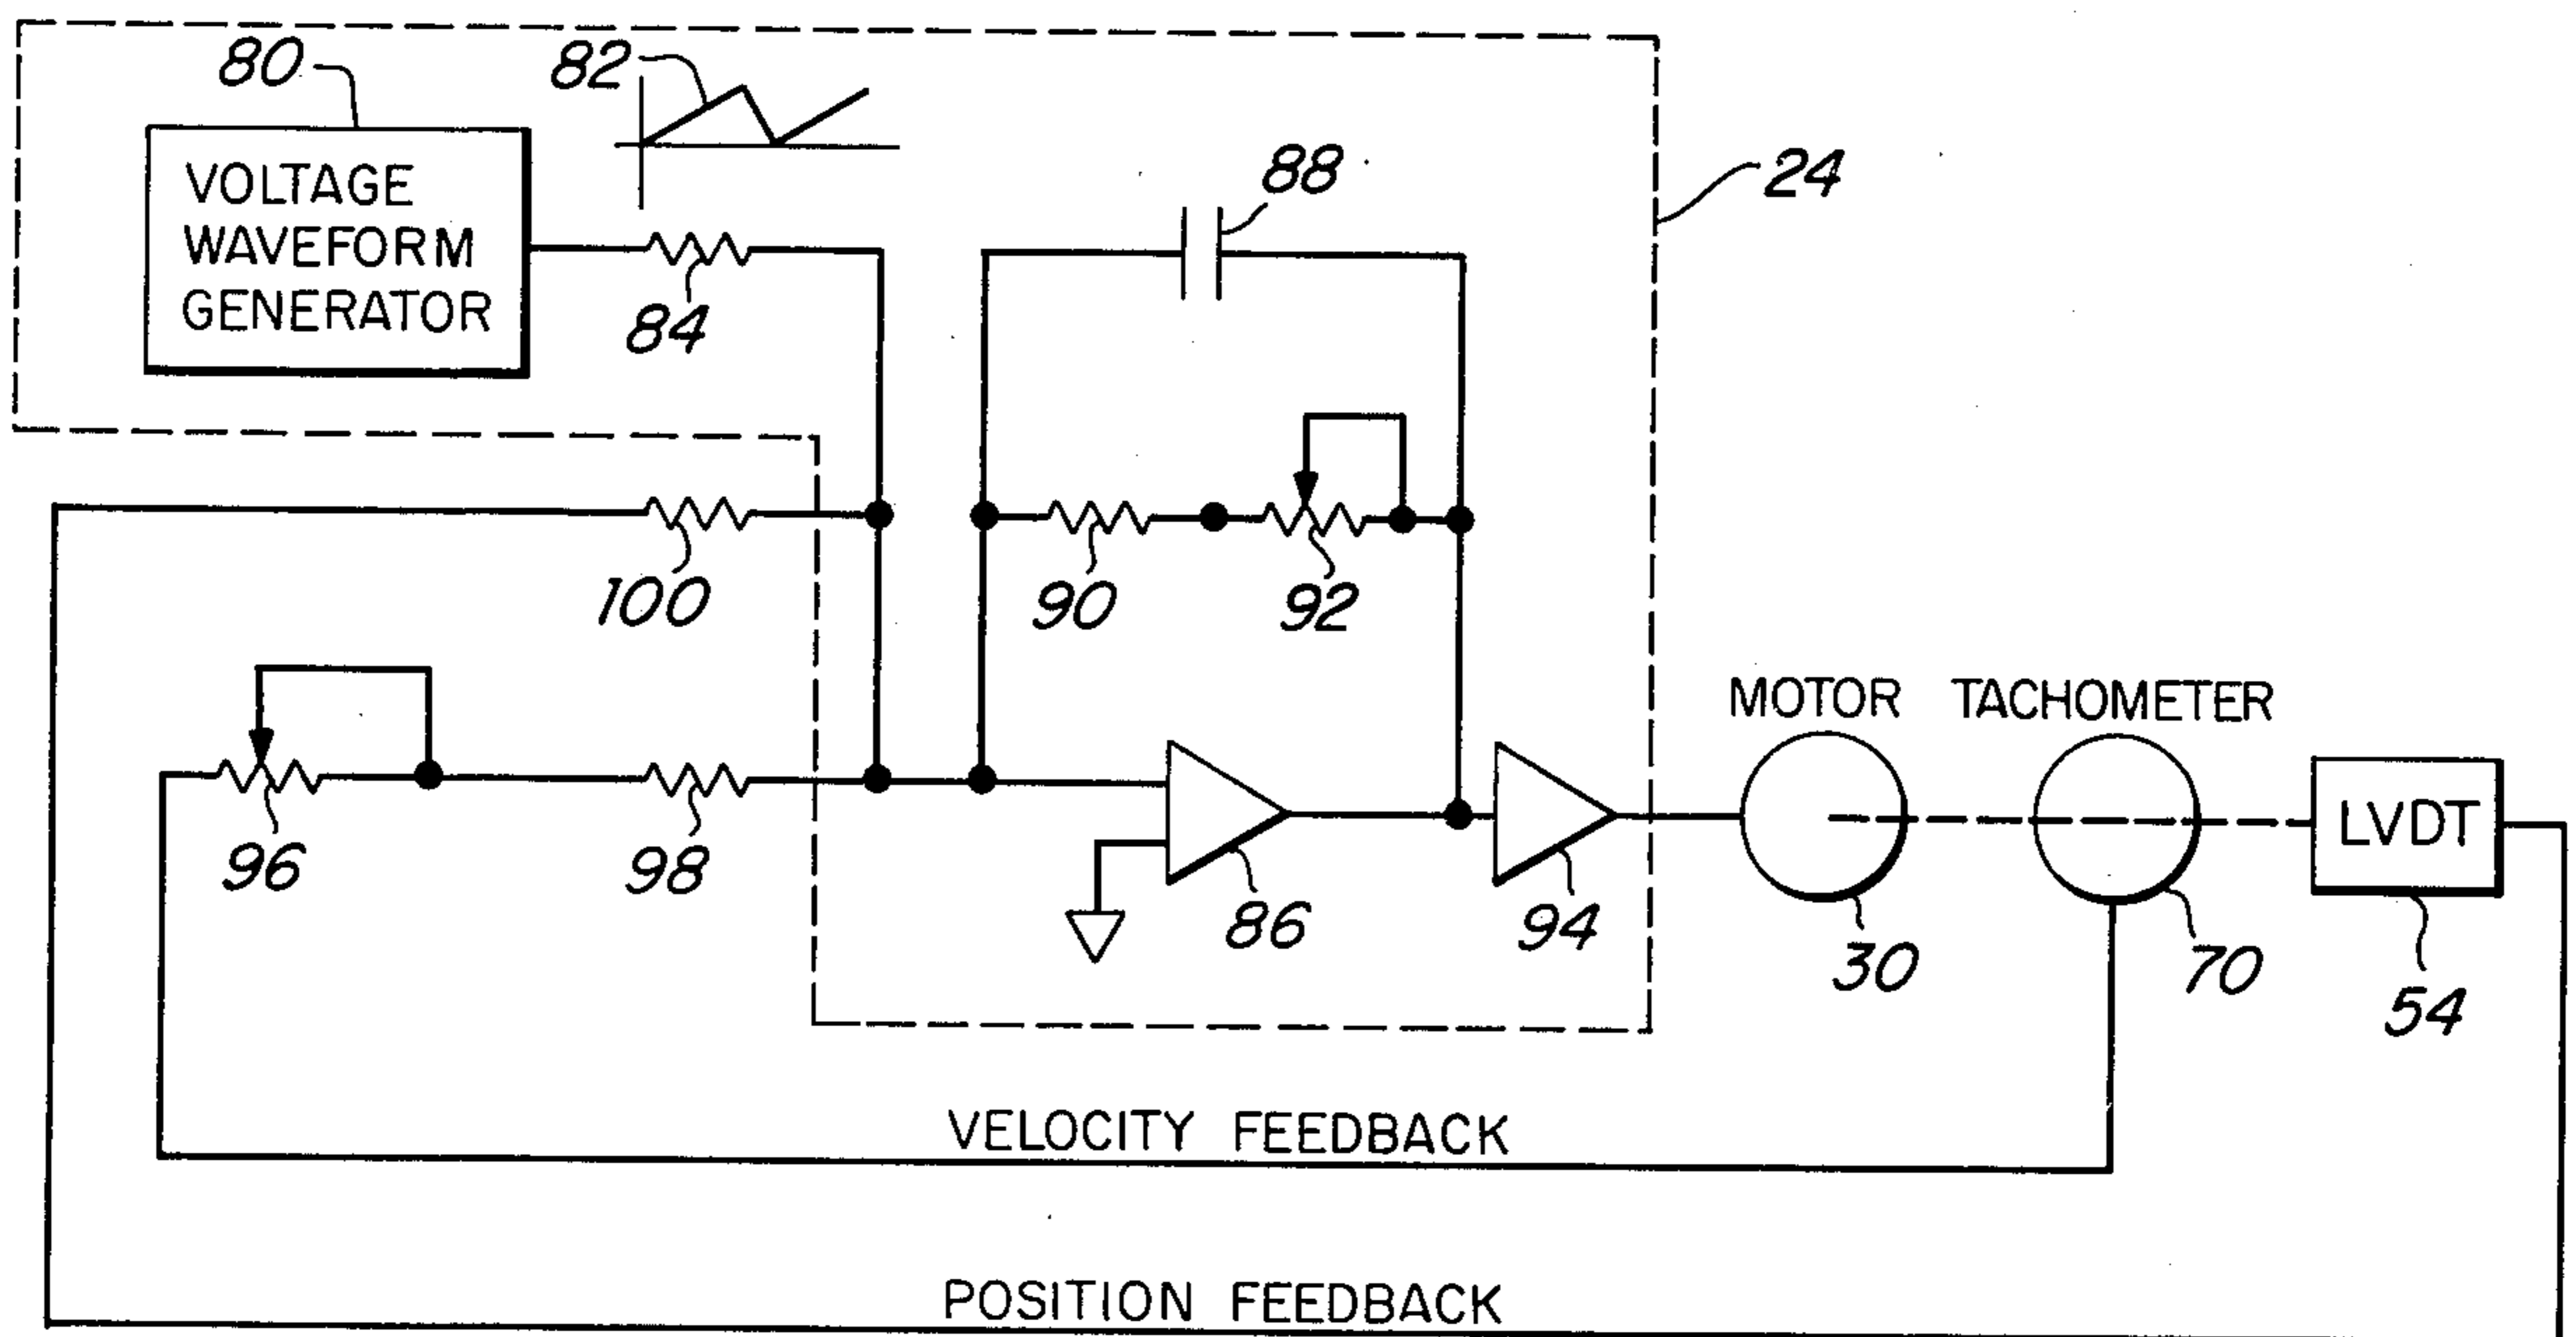 80
82
VOLTAGE
WAVEFORM
GENERATOR
84
88
24
100
90
92
96
98
86
94
MOTOR
30
TACHOMETER
70
LVDT
54
VELOCITY FEEDBACK
POSITION FEEDBACK